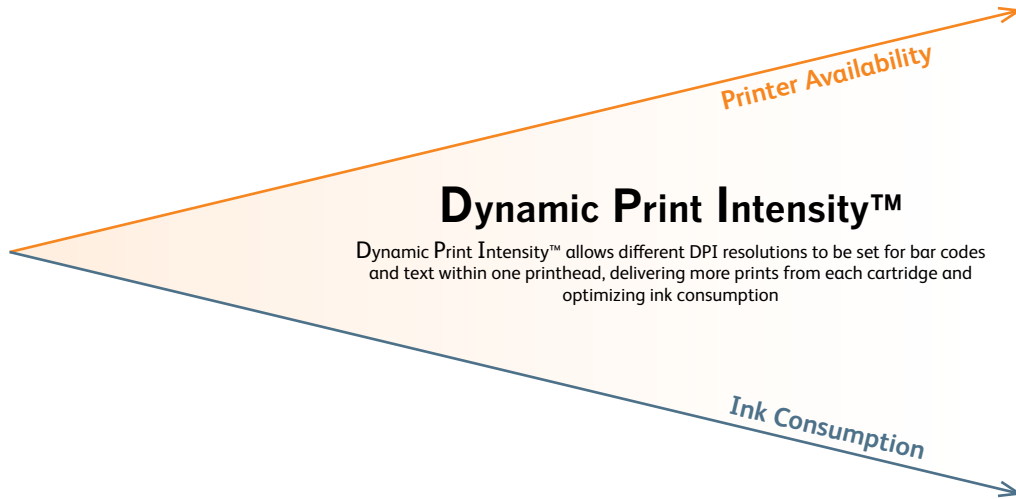 Printer Availability
Dynamic Print Intensity™
Dynamic Print Intensity™ allows different DPI resolutions to be set for bar codes
and text within one printhead, delivering more prints from each cartridge and
optimizing ink consumption
Ink Consumption